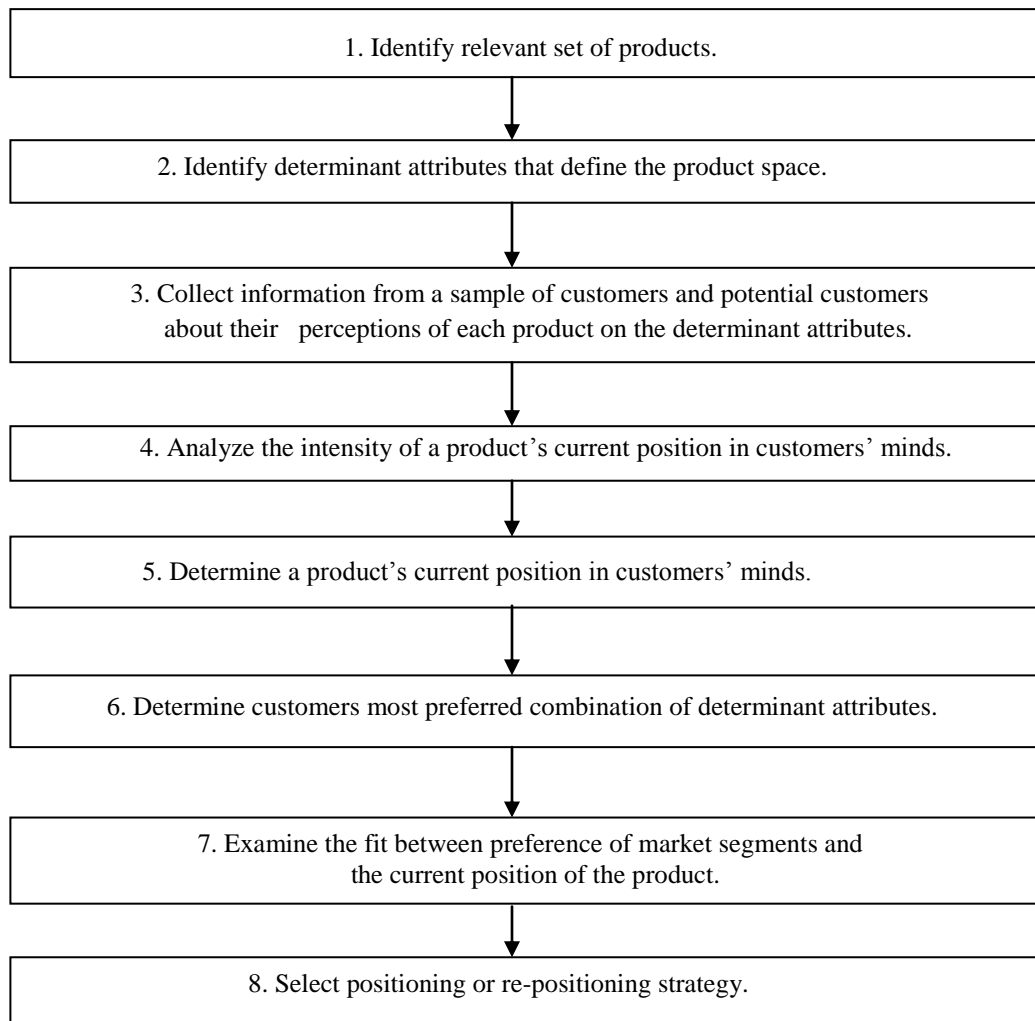 1. Identify relevant set of products.
2. Identify determinant attributes that define the product space.
3. Collect information from a sample of customers and potential customers
about their perceptions of each product on the determinant attributes.
4. Analyze the intensity of a product’s current position in customers’ minds.
5. Determine a product’s current position in customers’ minds.
6. Determine customers most preferred combination of determinant attributes.
7. Examine the fit between preference of market segments and
the current position of the product.
8. Select positioning or re-positioning strategy.